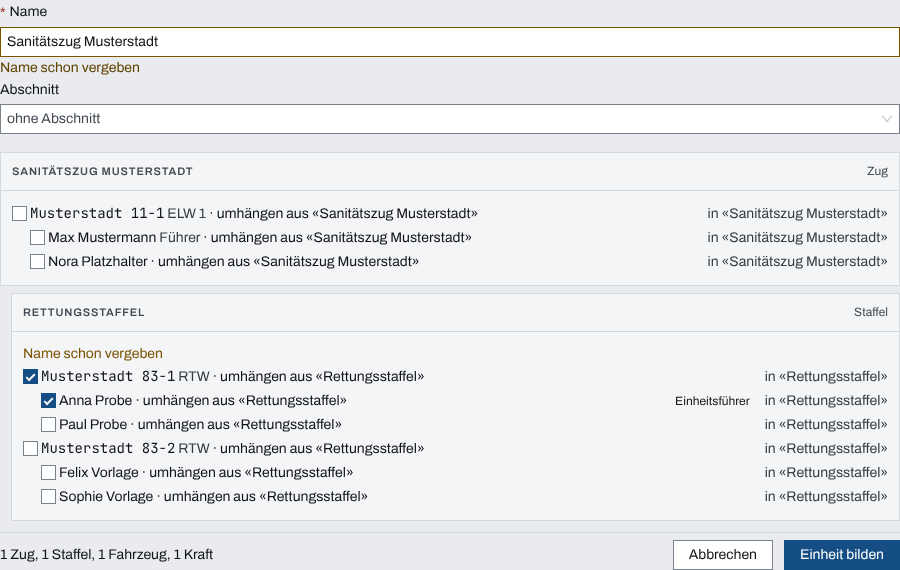 * Name
Sanitätszug Musterstadt
Name schon vergeben
Abschnitt
ohne Abschnitt
SANITÄTSZUG MUSTERSTADT Zug
Musterstadt 11-1 ELW 1 · umhängen aus «Sanitätszug Musterstadt» in «Sanitätszug Musterstadt»
Max Mustermann Führer · umhängen aus «Sanitätszug Musterstadt» in «Sanitätszug Musterstadt»
Nora Platzhalter · umhängen aus «Sanitätszug Musterstadt» in «Sanitätszug Musterstadt»
RETTUNGSSTAFFEL Staffel
Name schon vergeben
Musterstadt 83-1 RTW · umhängen aus «Rettungsstaffel» in «Rettungsstaffel»
Anna Probe · umhängen aus «Rettungsstaffel» Einheitsführer in «Rettungsstaffel»
Paul Probe · umhängen aus «Rettungsstaffel» in «Rettungsstaffel»
Musterstadt 83-2 RTW · umhängen aus «Rettungsstaffel» in «Rettungsstaffel»
Felix Vorlage · umhängen aus «Rettungsstaffel» in «Rettungsstaffel»
Sophie Vorlage · umhängen aus «Rettungsstaffel» in «Rettungsstaffel»
1 Zug, 1 Staffel, 1 Fahrzeug, 1 Kraft Abbrechen Einheit bilden